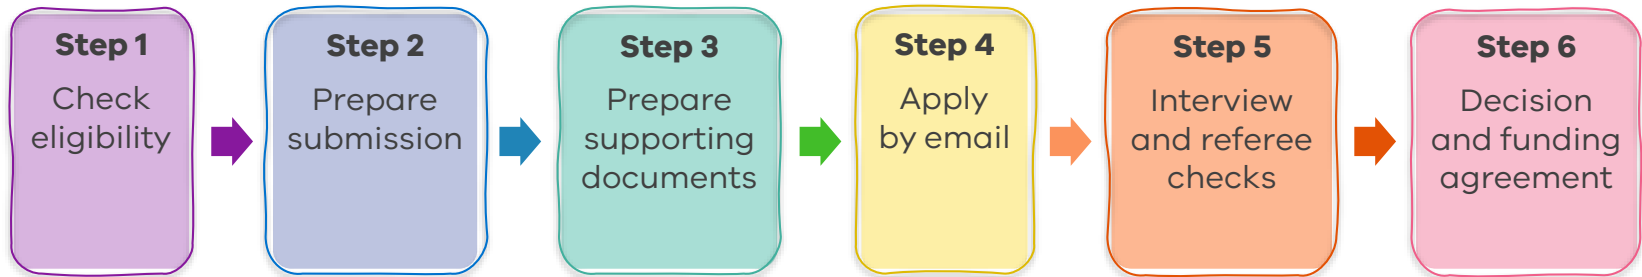 Step 1
Check
eligibility
Step 2
Prepare
submission
Step 3
Prepare
supporting
documents
Step 4
Apply
by email
Step 5
Interview
and referee
checks
Step 6
Decision
and funding
agreement